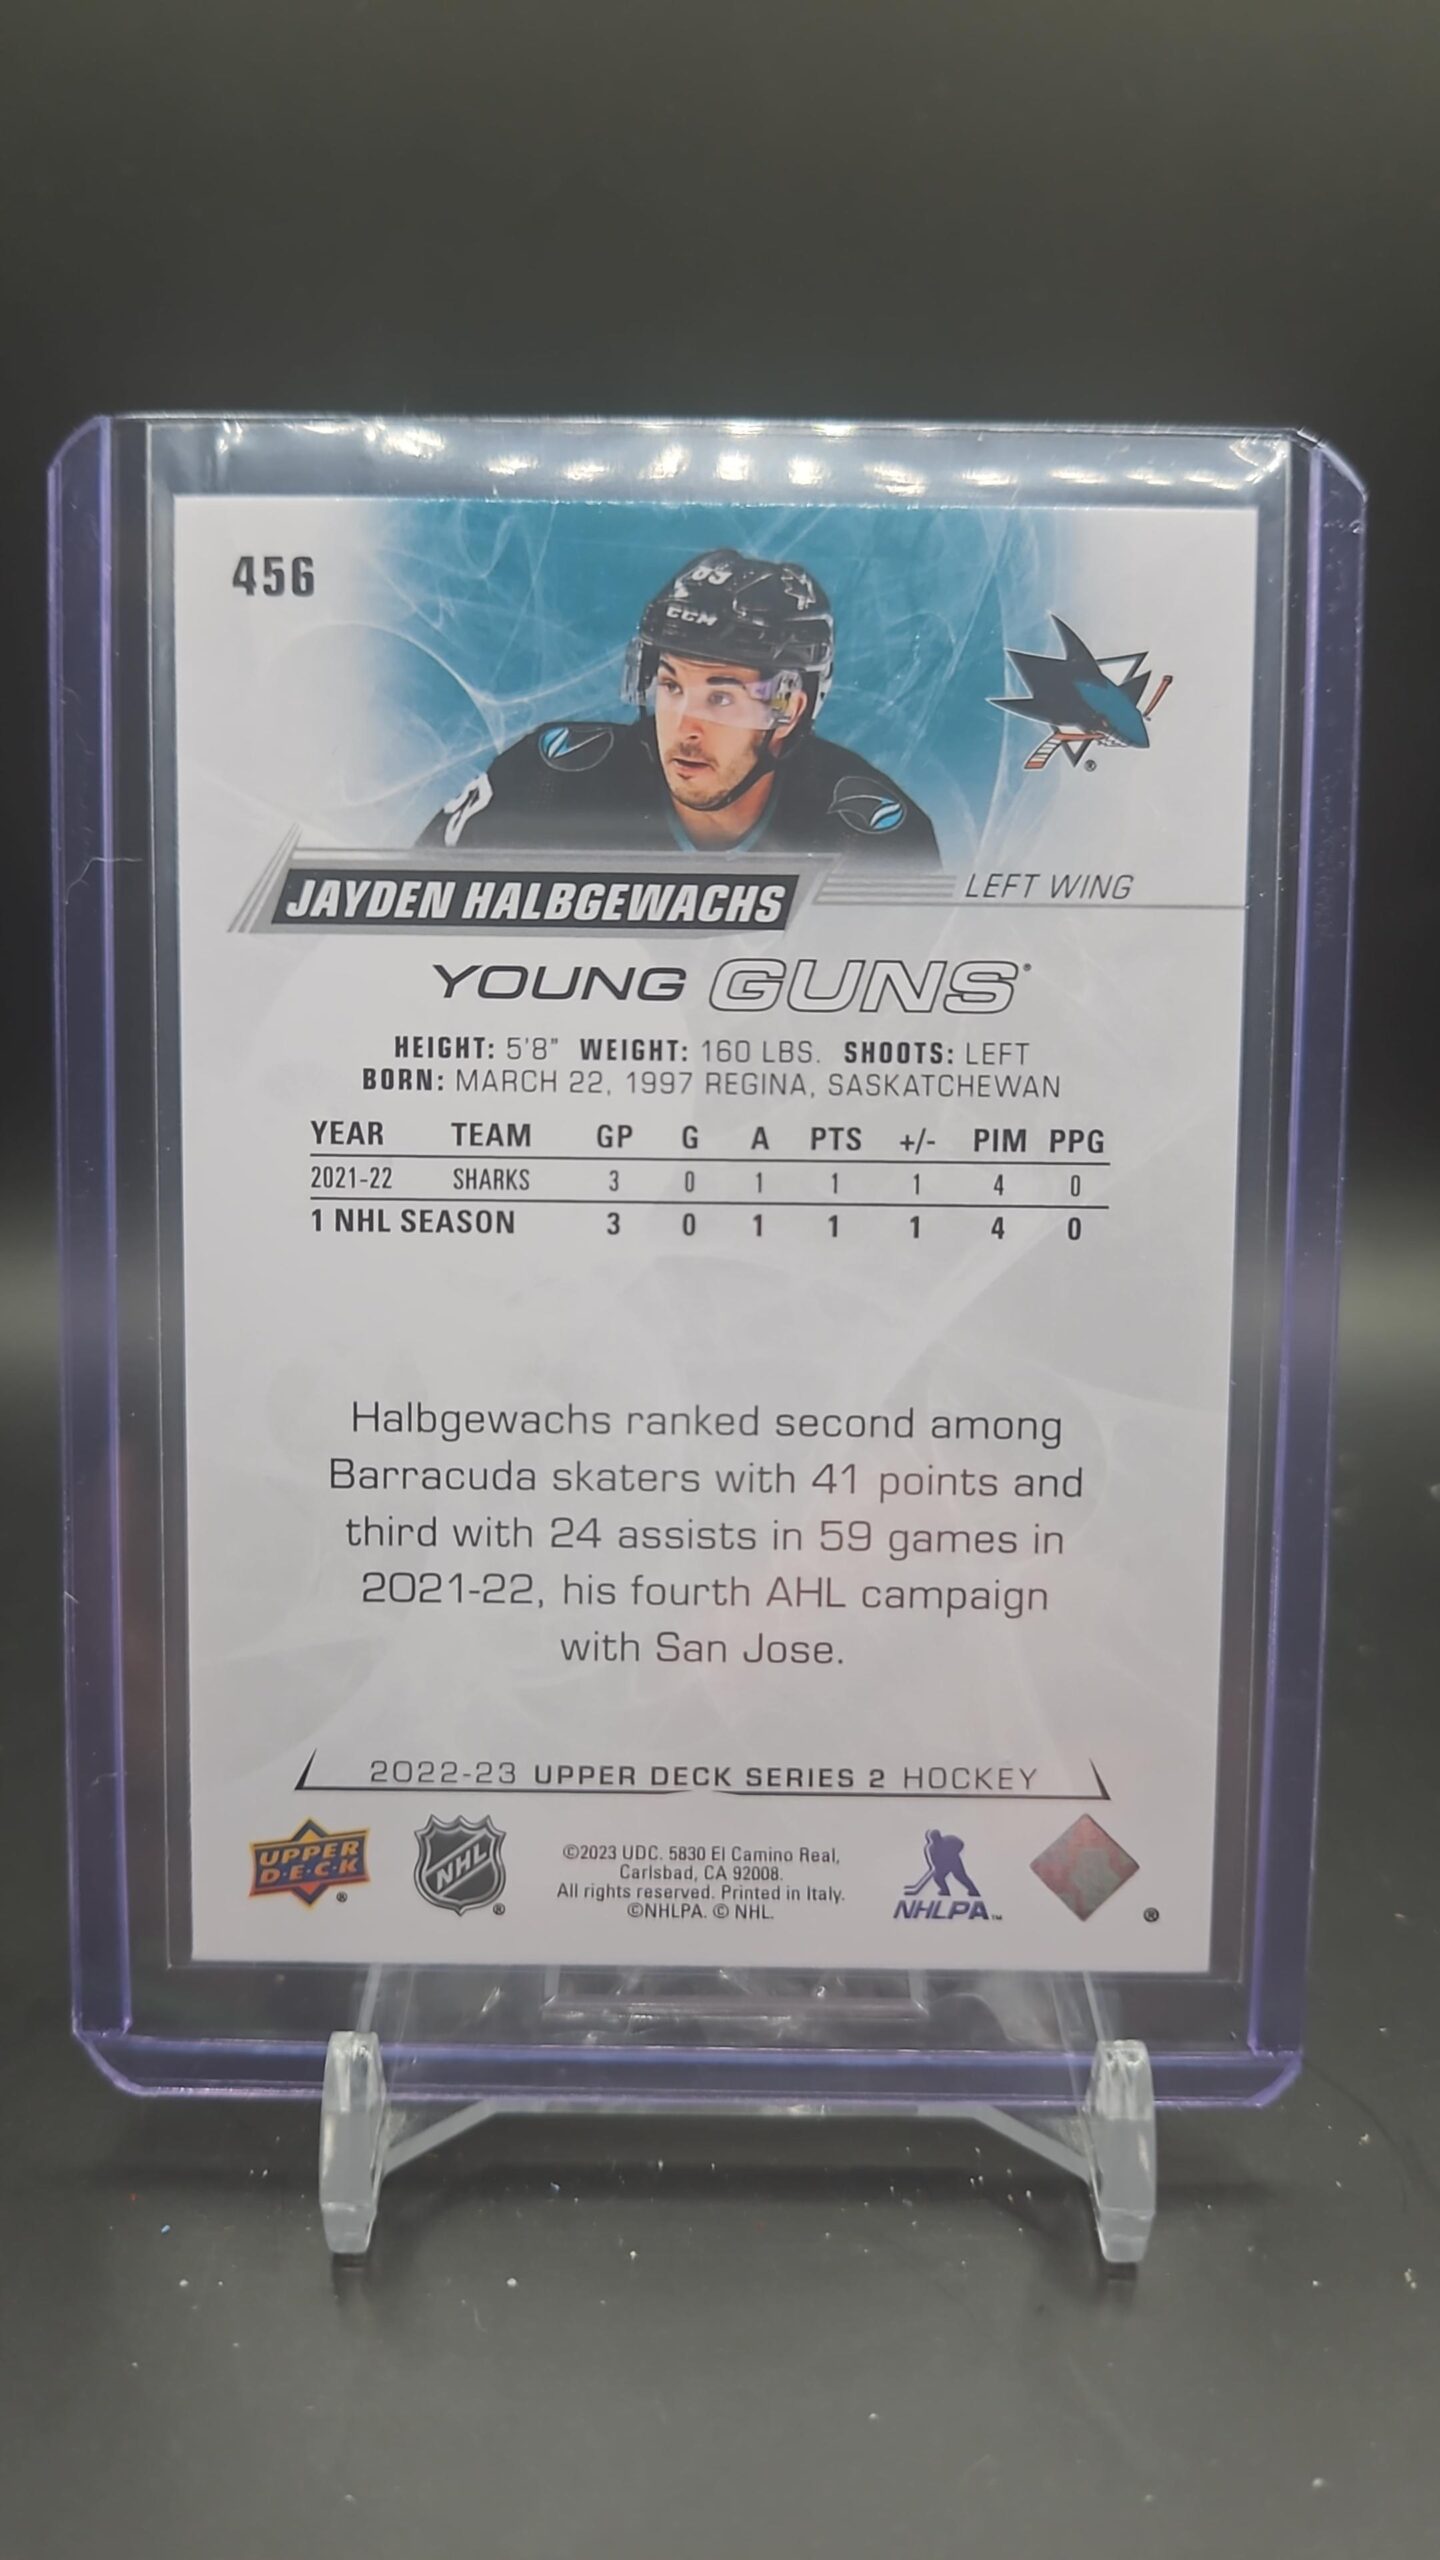 456
89
CCM
JAYDEN HALBGEWACHS
LEFT WING
YOUNG GUNS®
HEIGHT: 5'8" WEIGHT: 160 LBS. SHOOTS: LEFT
BORN: MARCH 22, 1997 REGINA, SASKATCHEWAN
YEAR TEAM GP G A PTS +/- PIM PPG
2021-22 SHARKS 3 0 1 1 1 4 0
1 NHL SEASON 3 0 1 1 1 4 0
Halbgewachs ranked second among
Barracuda skaters with 41 points and
third with 24 assists in 59 games in
2021-22, his fourth AHL campaign
with San Jose.
2022-23 UPPER DECK SERIES 2 HOCKEY
UPPER
D·E·C·K
®
NHL
®
©2023 UDC. 5830 El Camino Real,
Carlsbad, CA 92008.
All rights reserved. Printed in Italy.
©NHLPA. © NHL.
NHLPA™
®